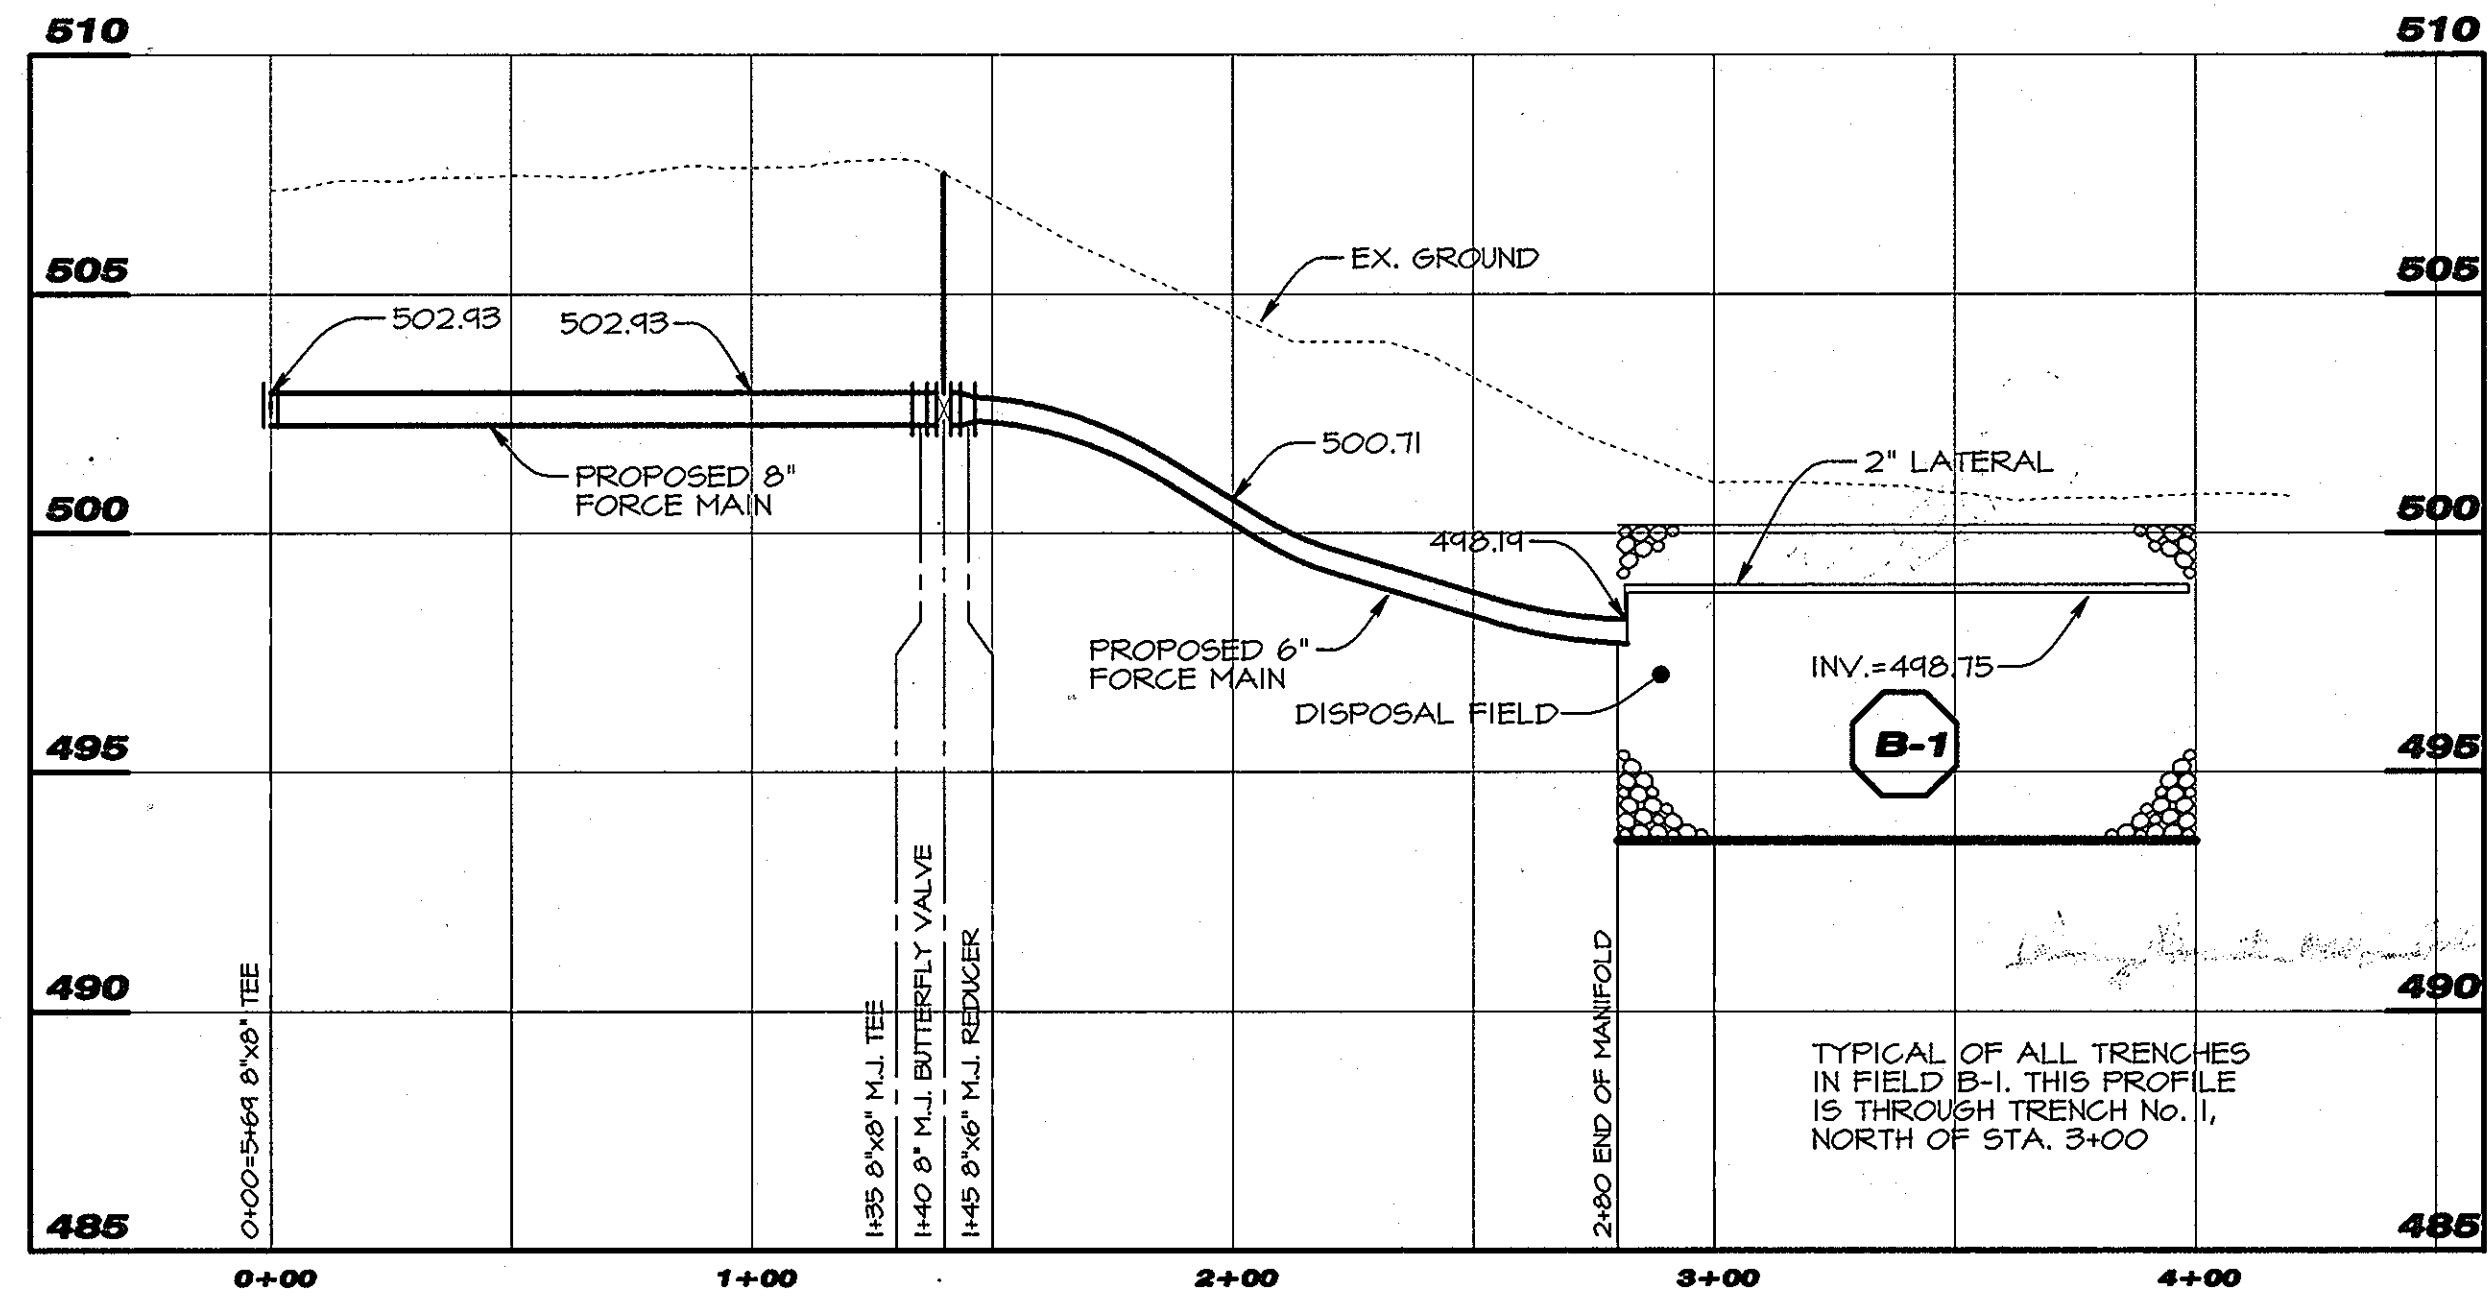 510
510
505
505
500
500
495
495
490
490
485
485
EX. GROUND
502.93
502.93
PROPOSED 8"
FORCE MAIN
500.71
2" LATERAL
498.19
PROPOSED 6"
FORCE MAIN
INV.=498.75
DISPOSAL FIELD
B-1
0+00=5+69 8"x8" TEE
1+35 8"x8" M.J. TEE
1+40 8" M.J. BUTTERFLY VALVE
1+45 8"x6" M.J. REDUCER
2+80 END OF MANIFOLD
TYPICAL OF ALL TRENCHES
IN FIELD B-1. THIS PROFILE
IS THROUGH TRENCH No. 1,
NORTH OF STA. 3+00
0+00
1+00
2+00
3+00
4+00